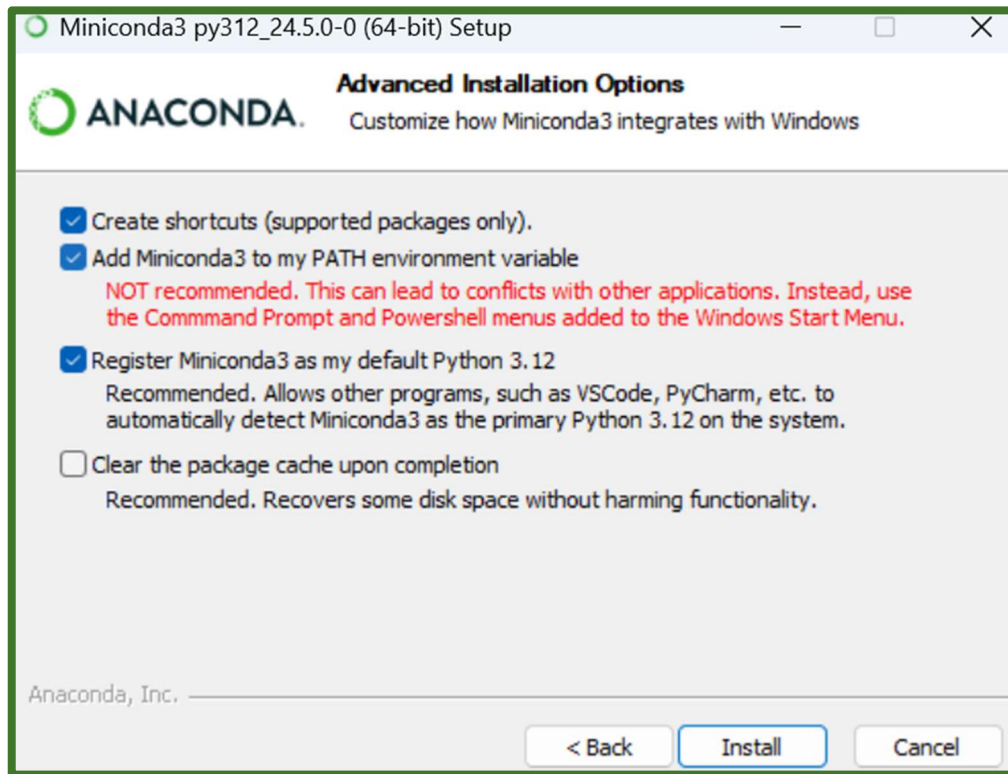 Miniconda3 py312_24.5.0-0 (64-bit) Setup
ANACONDA.
Advanced Installation Options
Customize how Miniconda3 integrates with Windows
Create shortcuts (supported packages only).
Add Miniconda3 to my PATH environment variable
NOT recommended. This can lead to conflicts with other applications. Instead, use
the Commmand Prompt and Powershell menus added to the Windows Start Menu.
Register Miniconda3 as my default Python 3.12
Recommended. Allows other programs, such as VSCode, PyCharm, etc. to
automatically detect Miniconda3 as the primary Python 3.12 on the system.
Clear the package cache upon completion
Recommended. Recovers some disk space without harming functionality.
Anaconda, Inc.
< Back
Install
Cancel